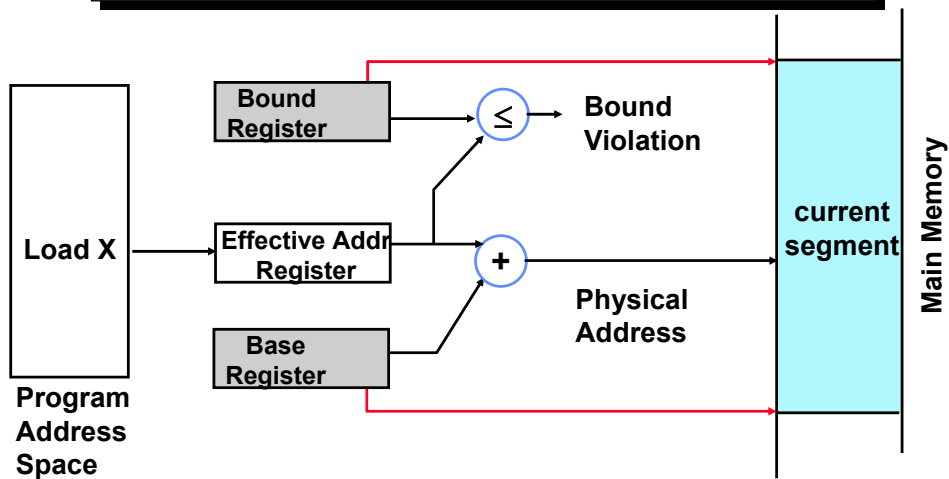 Load X
Program
Address
Space
Bound
Register
≤
Bound
Violation
Effective Addr
Register
+
Physical
Address
Base
Register
current
segment
Main Memory